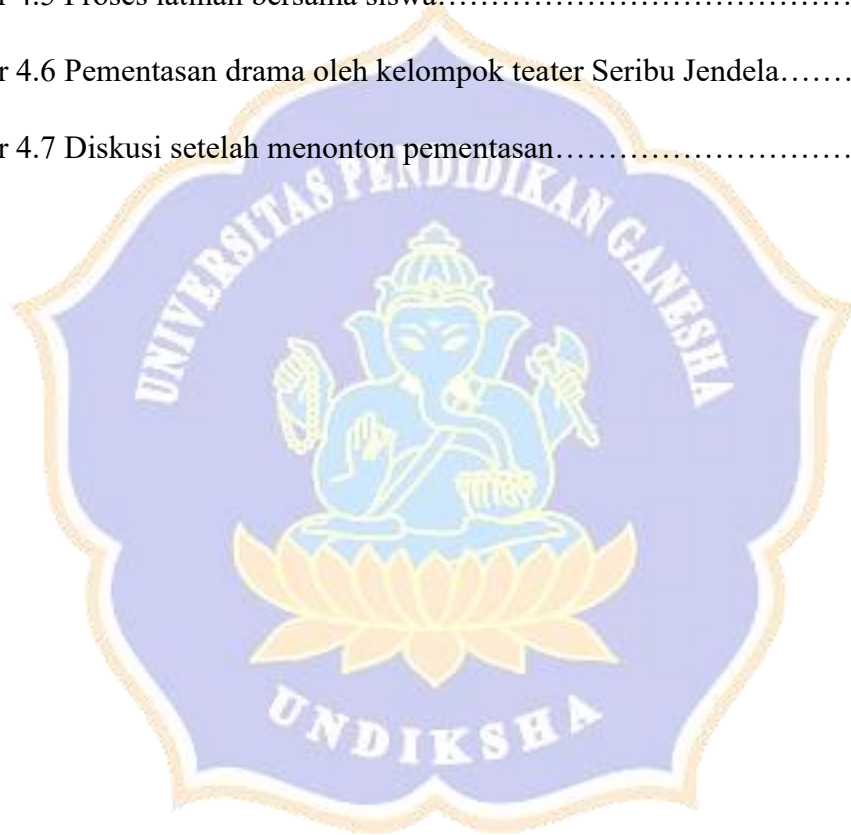 r 4.5 Proses latihan bersama siswa…………………………………
r 4.6 Pementasan drama oleh kelompok teater Seribu Jendela…….
r 4.7 Diskusi setelah menonton pementasan…………………………
UNIVERSITAS PENDIDIKAN GANESHA
UNDIKSHA